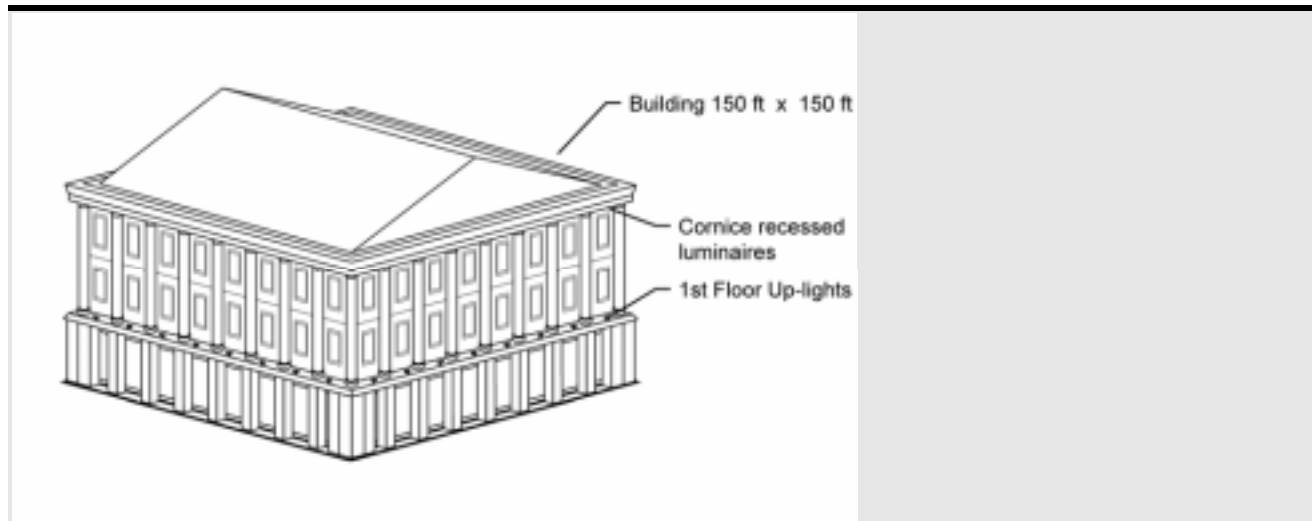 Building 150 ft x 150 ft
Cornice recessed
luminaires
1st Floor Up-lights